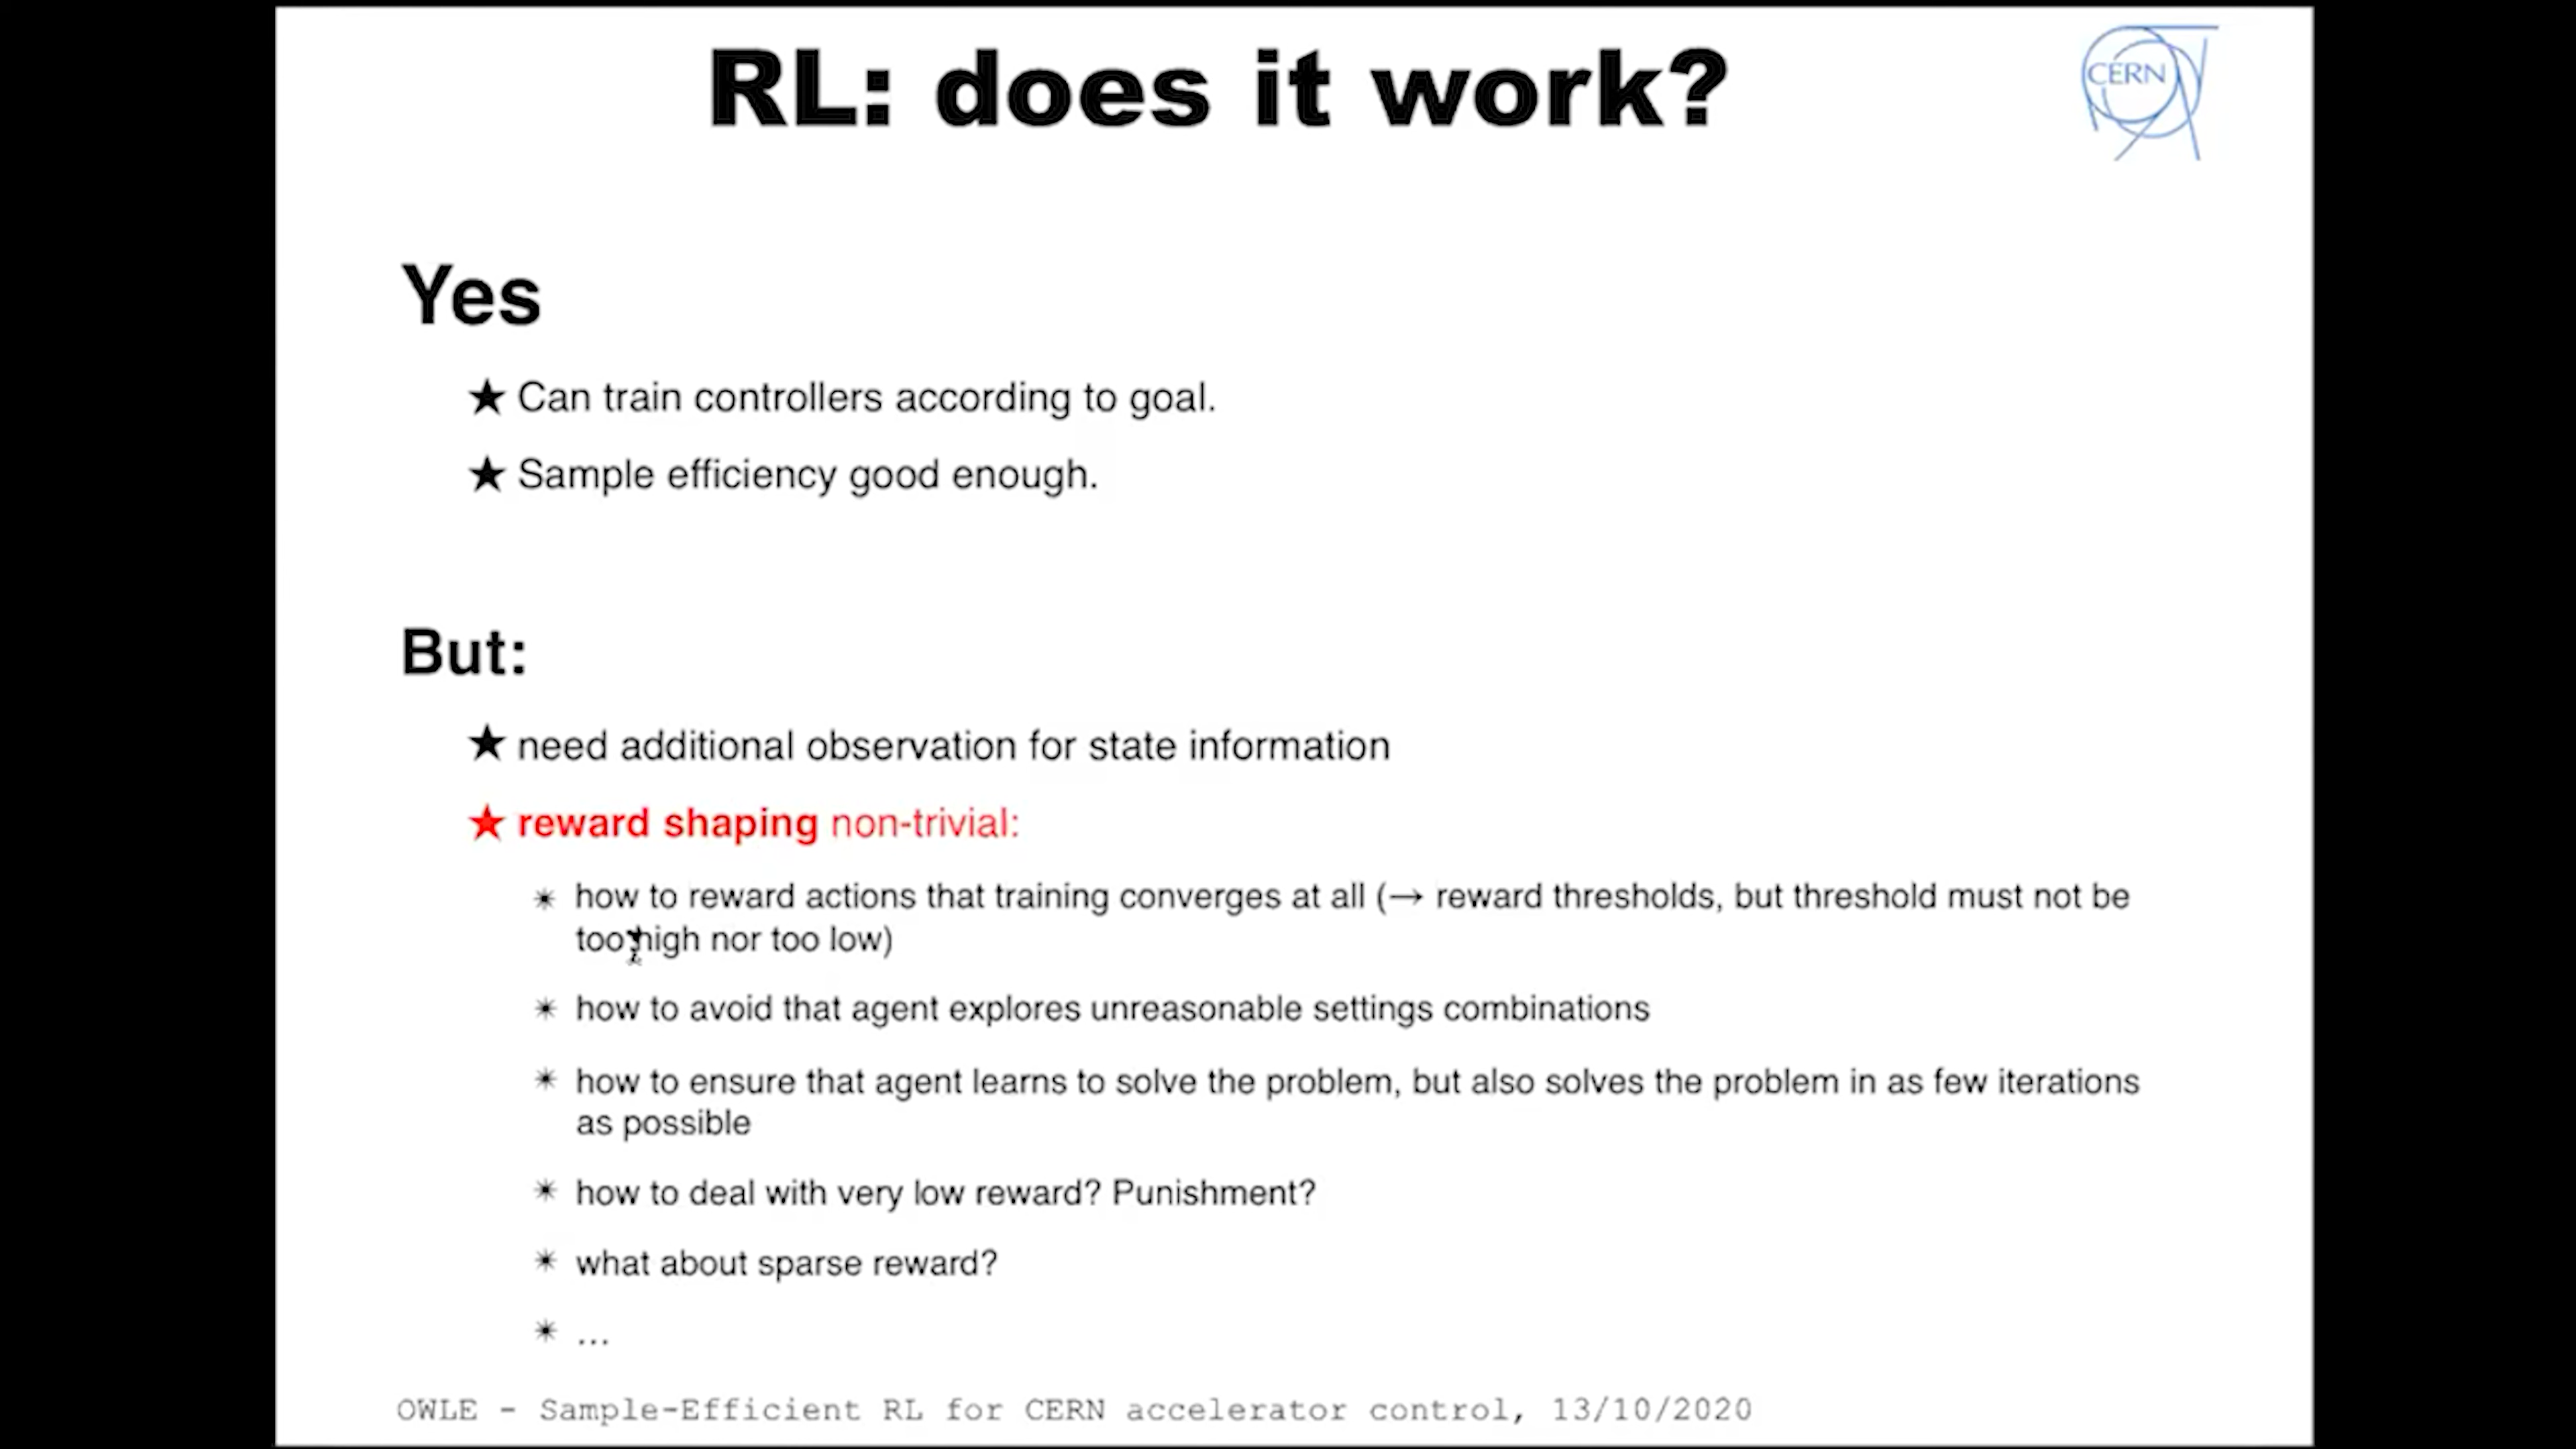 RL: does it work?
CERN
Yes
★ Can train controllers according to goal.
★ Sample efficiency good enough.
But:
★ need additional observation for state information
★ reward shaping non-trivial:
✴ how to reward actions that training converges at all (→ reward thresholds, but threshold must not be
too high nor too low)
✴ how to avoid that agent explores unreasonable settings combinations
✴ how to ensure that agent learns to solve the problem, but also solves the problem in as few iterations
as possible
✴ how to deal with very low reward? Punishment?
✴ what about sparse reward?
✴ ...
OWLE - Sample-Efficient RL for CERN accelerator control, 13/10/2020